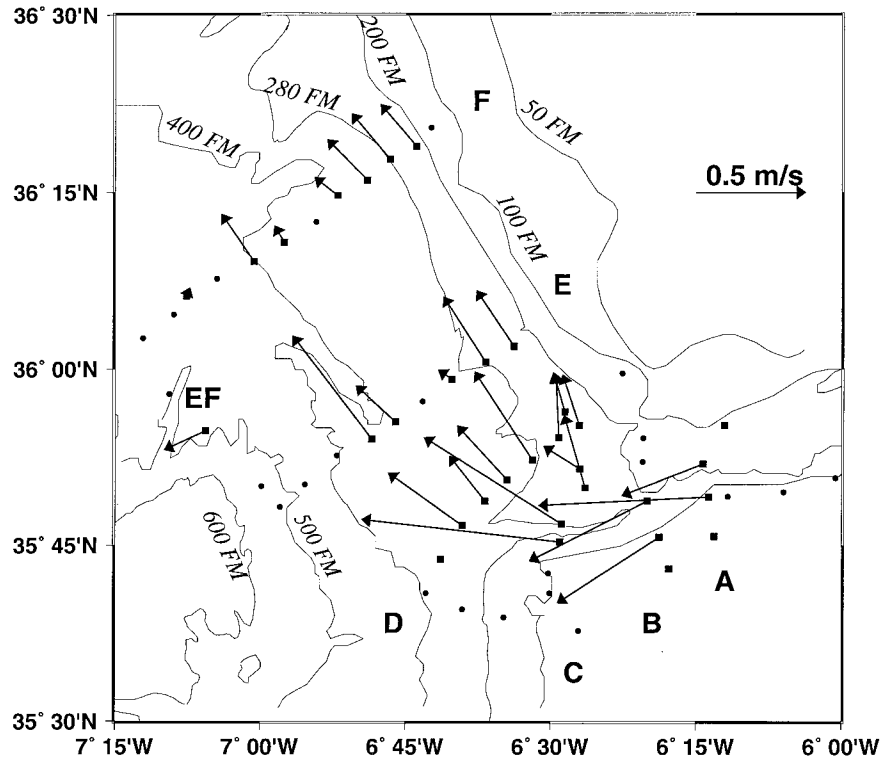 36° 30'N
200 FM
280 FM
F
50 FM
400 FM
36° 15'N
0.5 m/s
100 FM
E
36° 00'N
EF
600 FM
500 FM
35° 45'N
A
D
B
C
35° 30'N
7° 15'W
7° 00'W
6° 45'W
6° 30'W
6° 15'W
6° 00'W